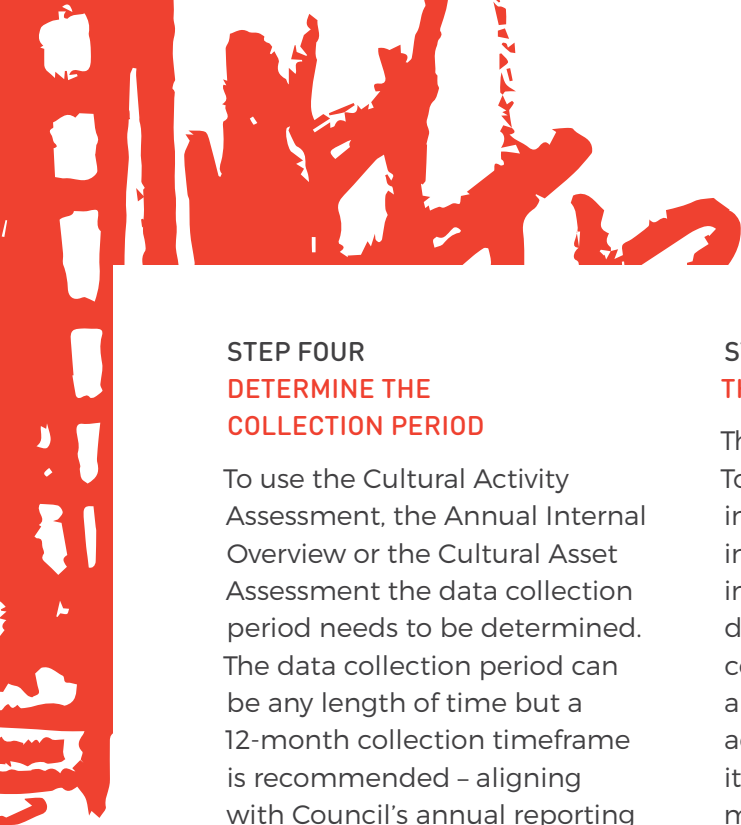 STEP FOUR
DETERMINE THE
COLLECTION PERIOD
To use the Cultural Activity
Assessment, the Annual Internal
Overview or the Cultural Asset
Assessment the data collection
period needs to be determined.
The data collection period can
be any length of time but a
12-month collection timeframe
is recommended – aligning
with Council's annual reporting